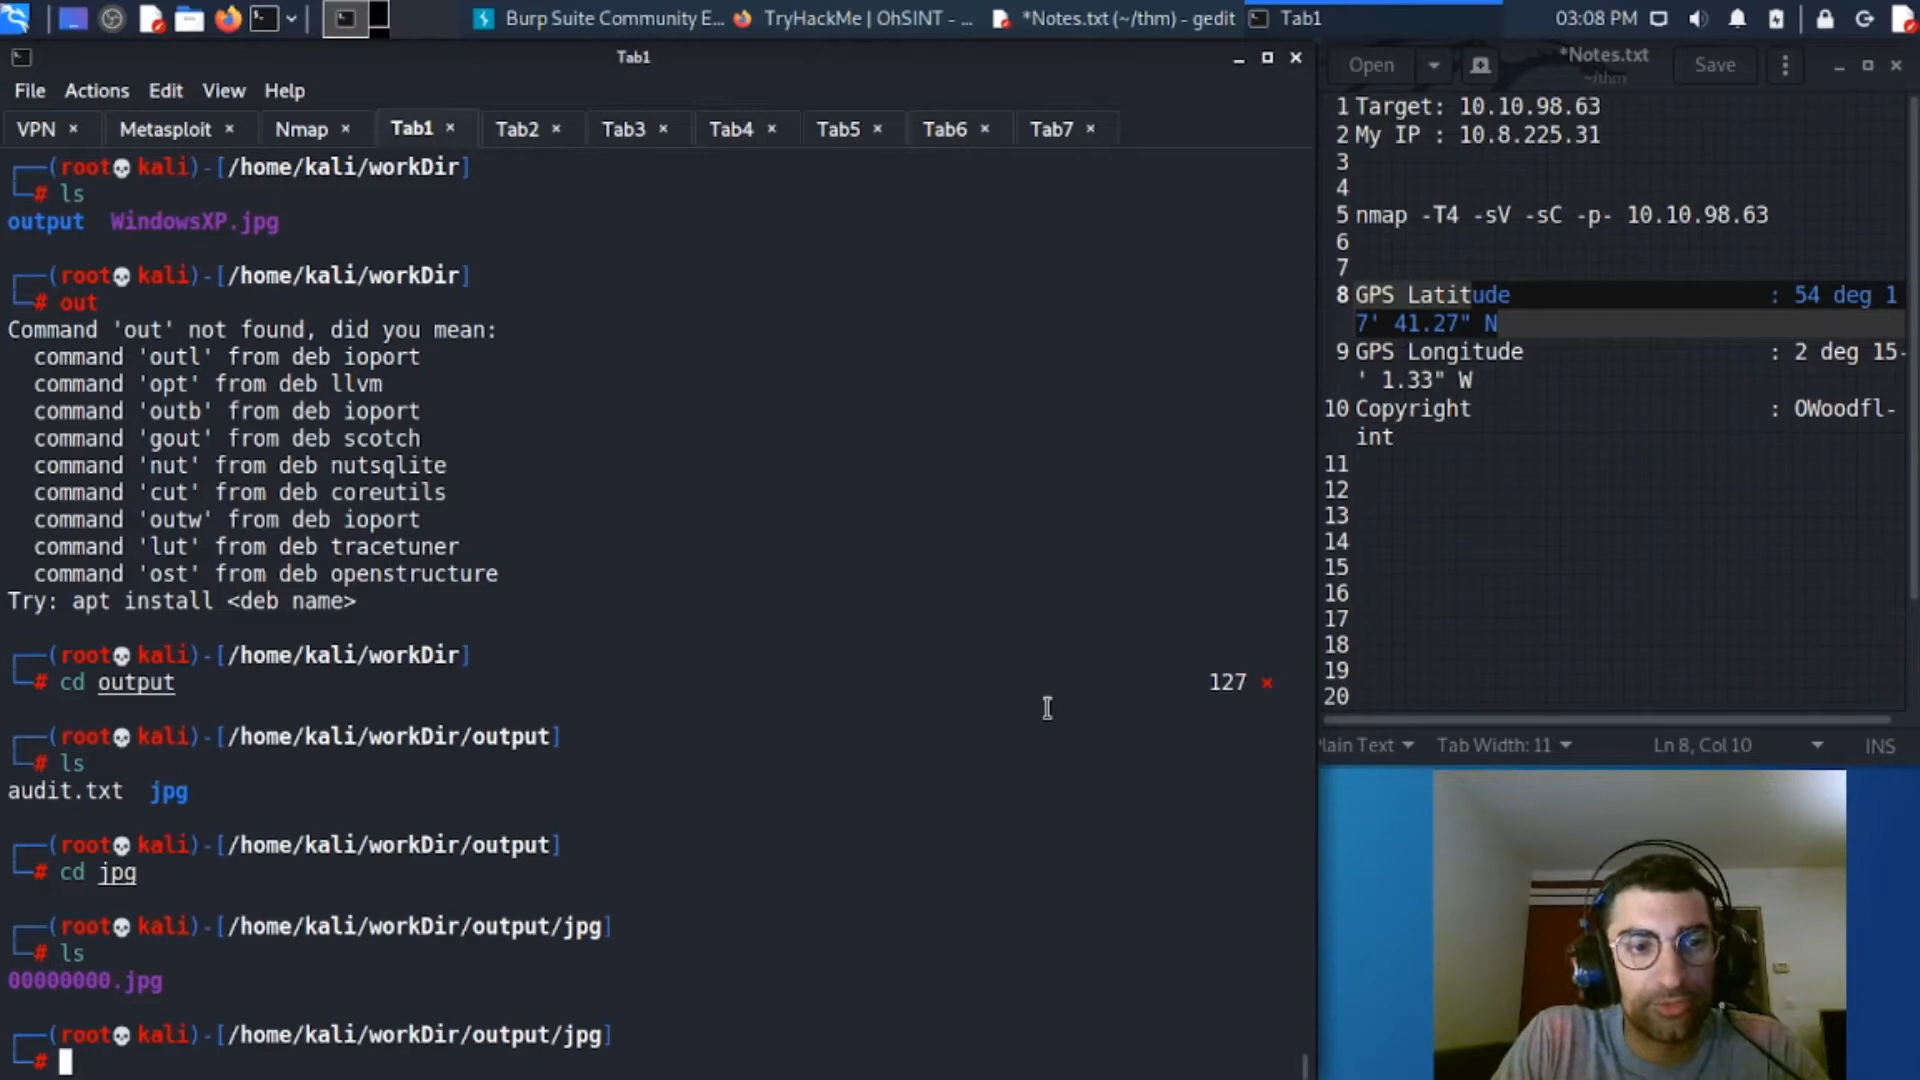 Burp Suite Community E...
TryHackMe | OhSINT - ...
*Notes.txt (~/thm) - gedit
Tab1
03:08 PM
Tab1
File Actions Edit View Help
VPN × Metasploit × Nmap × Tab1 × Tab2 × Tab3 × Tab4 × Tab5 × Tab6 × Tab7 ×
(root💀kali)-[/home/kali/workDir]
# ls
output WindowsXP.jpg
(root💀kali)-[/home/kali/workDir]
# out
Command 'out' not found, did you mean:
command 'outl' from deb ioport
command 'opt' from deb llvm
command 'outb' from deb ioport
command 'gout' from deb scotch
command 'nut' from deb nutsqlite
command 'cut' from deb coreutils
command 'outw' from deb ioport
command 'lut' from deb tracetuner
command 'ost' from deb openstructure
Try: apt install <deb name>
(root💀kali)-[/home/kali/workDir]
# cd output 127 ×
(root💀kali)-[/home/kali/workDir/output]
# ls
audit.txt jpg
(root💀kali)-[/home/kali/workDir/output]
# cd jpg
(root💀kali)-[/home/kali/workDir/output/jpg]
# ls
00000000.jpg
(root💀kali)-[/home/kali/workDir/output/jpg]
#
Open *Notes.txt Save
~/thm
1 Target: 10.10.98.63
2 My IP : 10.8.225.31
3
4
5 nmap -T4 -sV -sC -p- 10.10.98.63
6
7
8 GPS Latitude : 54 deg 1
7' 41.27" N
9 GPS Longitude : 2 deg 15-
' 1.33" W
10 Copyright : OWoodfl-
int
11
12
13
14
15
16
17
18
19
20
lain Text Tab Width: 11 Ln 8, Col 10 INS